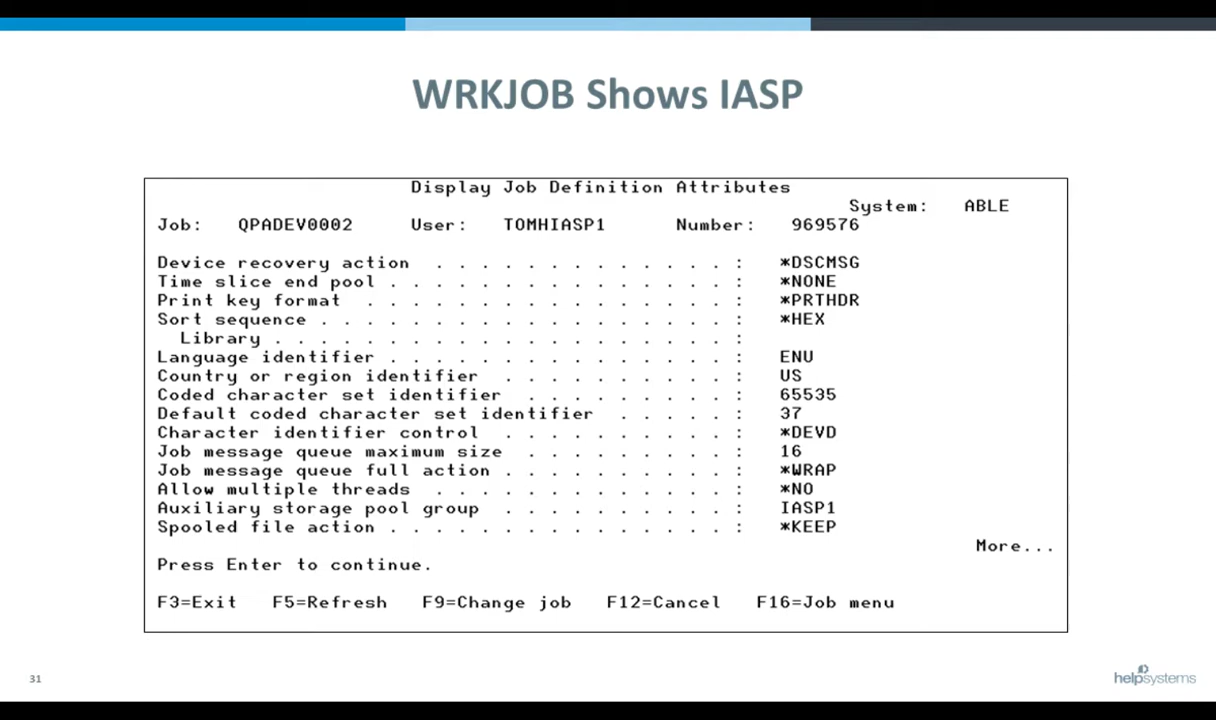 WRKJOB Shows IASP
Display Job Definition Attributes
System: ABLE
Job: QPADEV0002 User: TOMHIASP1 Number: 969576
Device recovery action . . . . . . . . . . . . . : *DSCMSG
Time slice end pool . . . . . . . . . . . . . . . : *NONE
Print key format . . . . . . . . . . . . . . . . : *PRTHDR
Sort sequence . . . . . . . . . . . . . . . . . . : *HEX
Library . . . . . . . . . . . . . . . . . . . . :
Language identifier . . . . . . . . . . . . . . . : ENU
Country or region identifier . . . . . . . . . . : US
Coded character set identifier . . . . . . . . . : 65535
Default coded character set identifier . . . . . : 37
Character identifier control . . . . . . . . . . : *DEVD
Job message queue maximum size . . . . . . . . . : 16
Job message queue full action . . . . . . . . . . : *WRAP
Allow multiple threads . . . . . . . . . . . . . : *NO
Auxiliary storage pool group . . . . . . . . . . : IASP1
Spooled file action . . . . . . . . . . . . . . . : *KEEP
More...
Press Enter to continue.
F3=Exit F5=Refresh F9=Change job F12=Cancel F16=Job menu
31
helpsystems